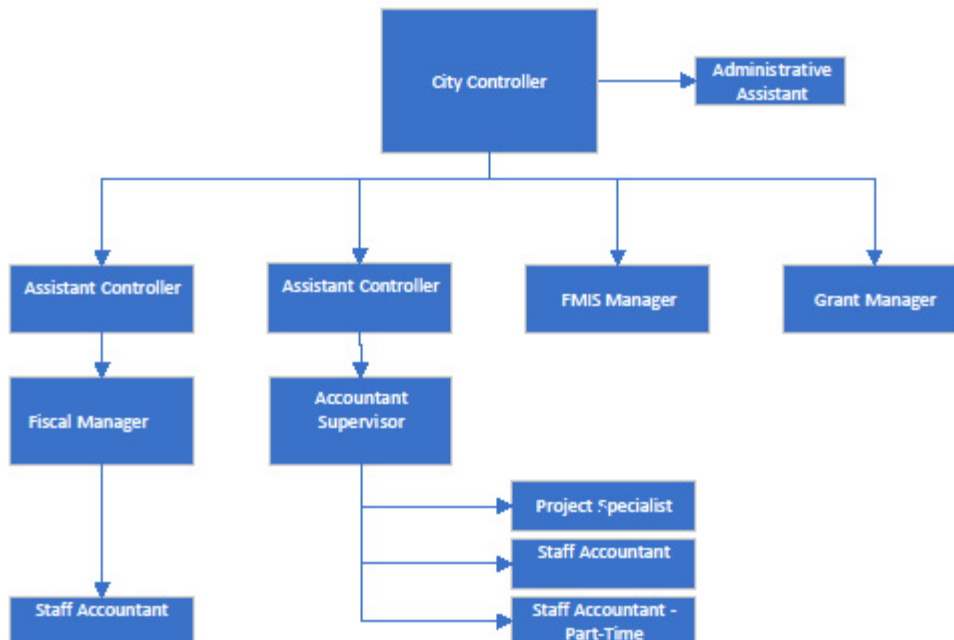 City Controller
Administrative
Assistant
Assistant Controller
Assistant Controller
FMIS Manager
Grant Manager
Fiscal Manager
Accountant
Supervisor
Project Specialist
Staff Accountant
Staff Accountant
Staff Accountant -
Part-Time